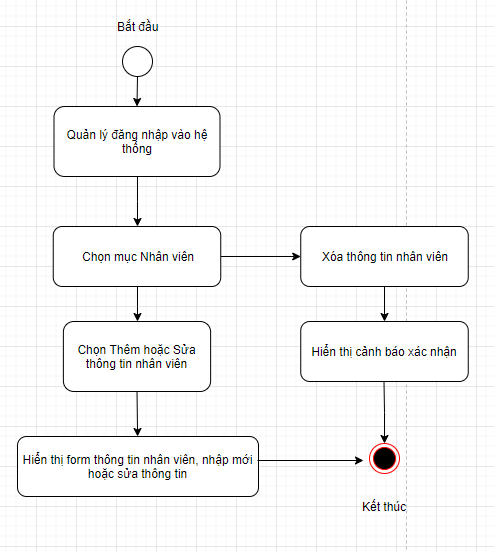 Bắt đầu
Quản lý đăng nhập vào hệ
thống
Chọn mục Nhân viên
Xóa thông tin nhân viên
Chọn Thêm hoặc Sửa
thông tin nhân viên
Hiển thị cảnh báo xác nhận
Hiển thị form thông tin nhân viên, nhập mới
hoặc sửa thông tin
Kết thúc